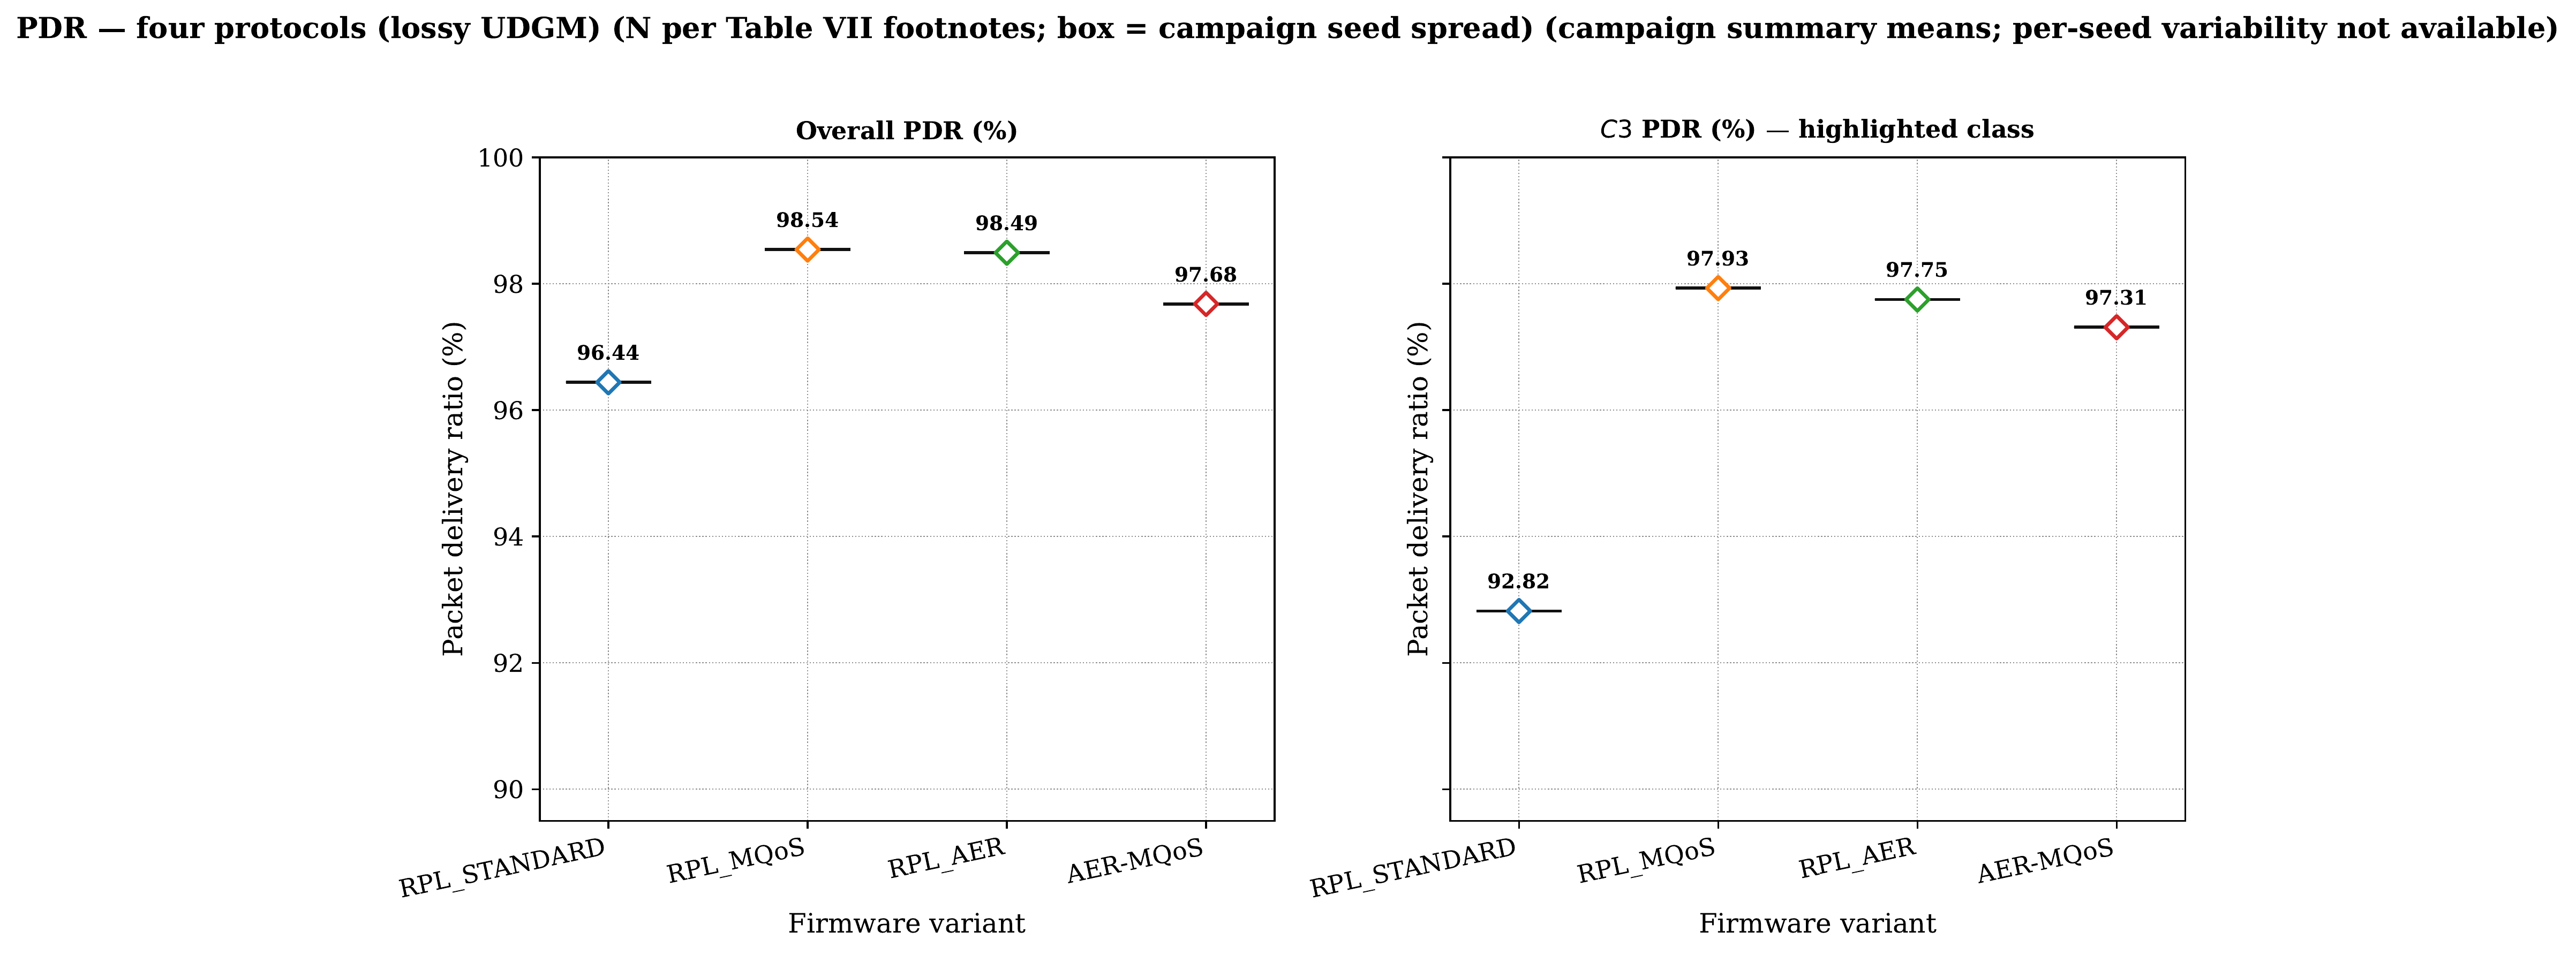 PDR — four protocols (lossy UDGM) (N per Table VII footnotes; box = campaign seed spread) (campaign summary means; per-seed variability not available)
Overall PDR (%)
Packet delivery ratio (%)
100
98
96
94
92
90
96.44
98.54
98.49
97.68
RPL_STANDARD
RPL_MQoS
RPL_AER
AER-MQoS
Firmware variant
C3 PDR (%) — highlighted class
Packet delivery ratio (%)
92.82
97.93
97.75
97.31
RPL_STANDARD
RPL_MQoS
RPL_AER
AER-MQoS
Firmware variant